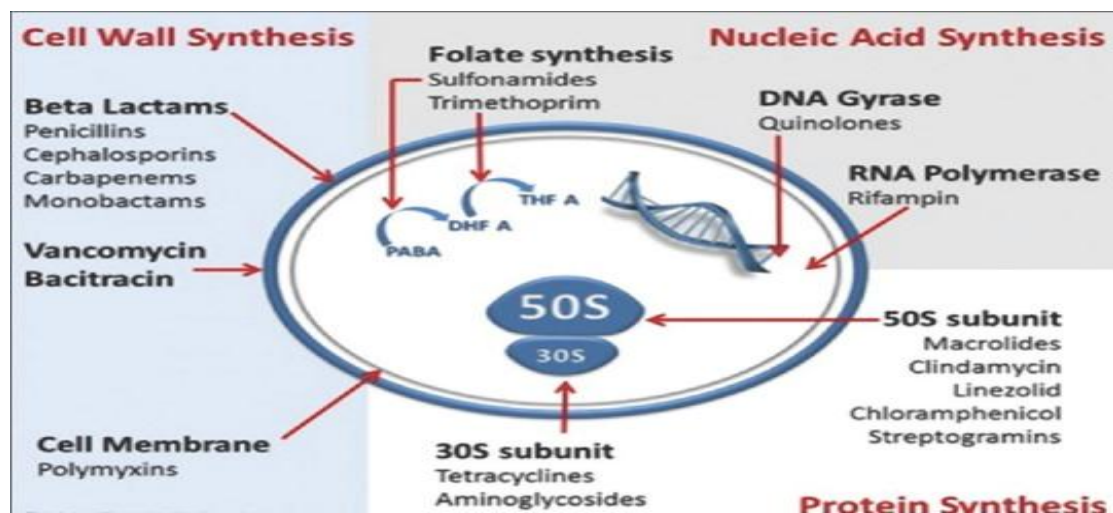 Cell Wall Synthesis
Beta Lactams
Penicillins
Cephalosporins
Carbapenems
Monobactams
Vancomycin
Bacitracin
Cell Membrane
Polymyxins
Folate synthesis
Sulfonamides
Trimethoprim
PABA
DHF A
THF A
50S
30S
30S subunit
Tetracyclines
Aminoglycosides
Nucleic Acid Synthesis
DNA Gyrase
Quinolones
RNA Polymerase
Rifampin
50S subunit
Macrolides
Clindamycin
Linezolid
Chloramphenicol
Streptogramins
Protein Synthesis